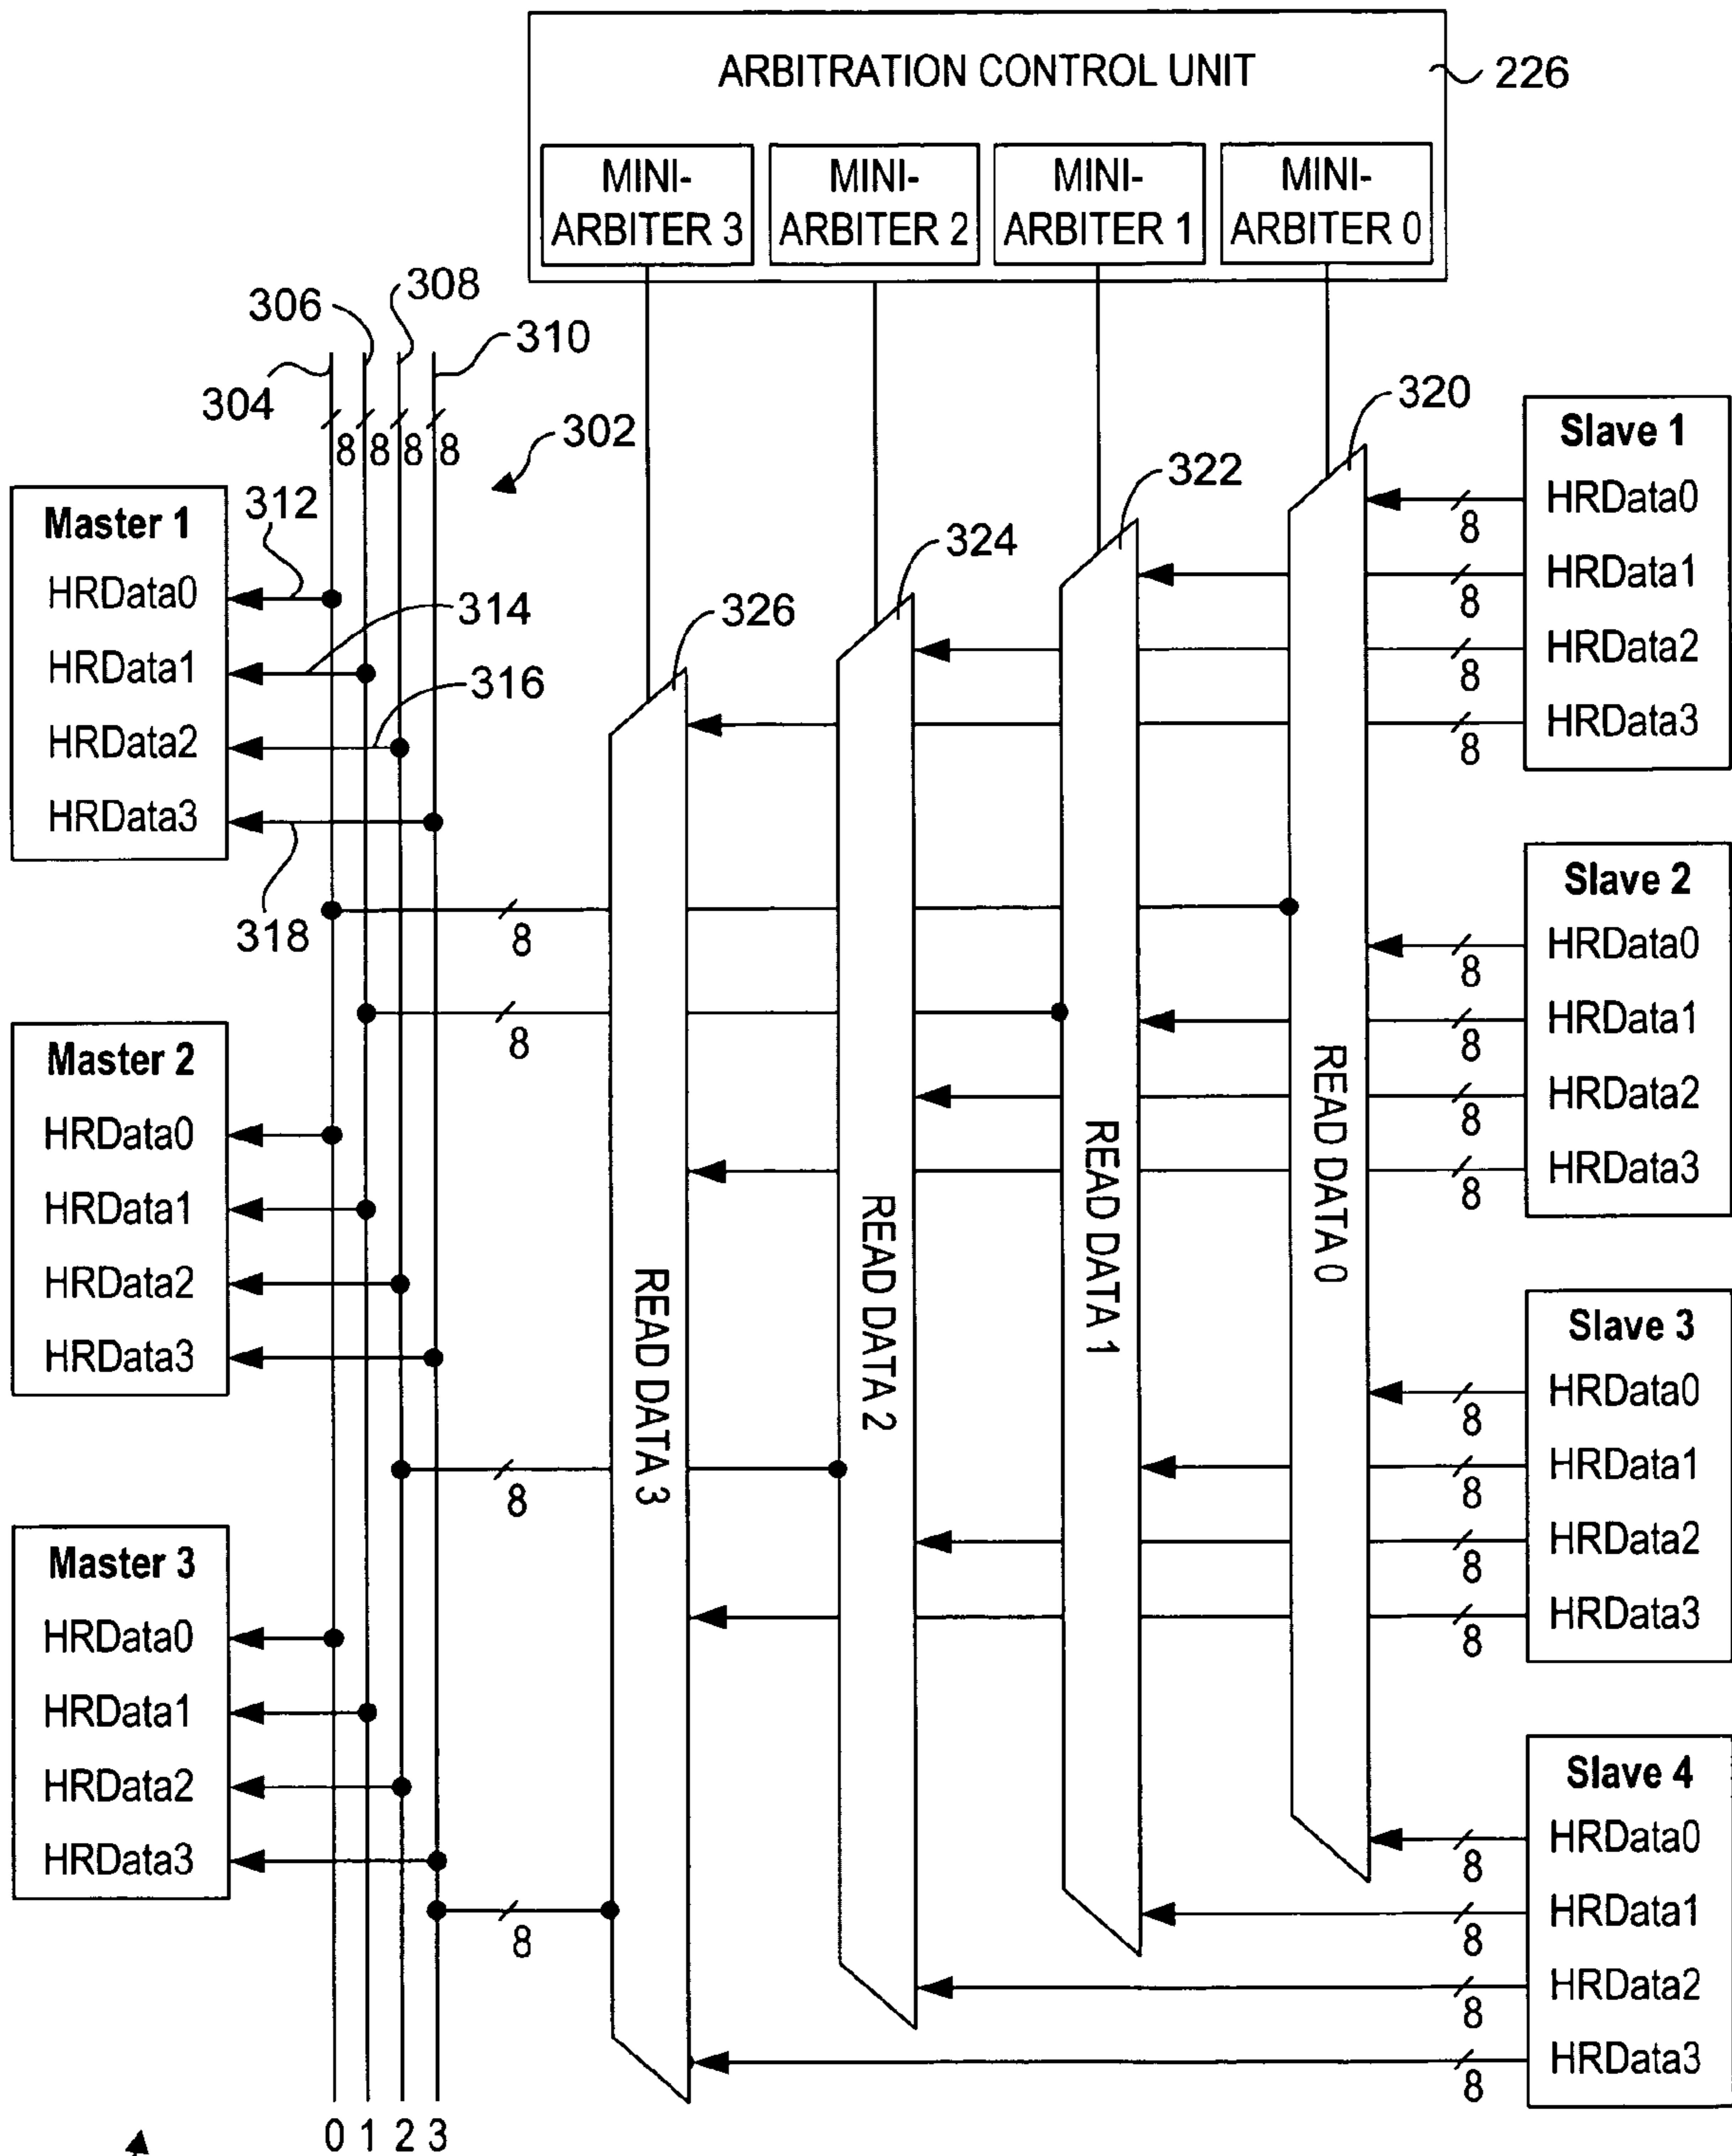 ARBITRATION CONTROL UNIT
226
MINI-
ARBITER 3
MINI-
ARBITER 2
MINI-
ARBITER 1
MINI-
ARBITER 0
304
306
308
310
8
8
8
8
302
320
322
324
326
Master 1
HRData0
HRData1
HRData2
HRData3
312
314
316
318
8
8
Master 2
HRData0
HRData1
HRData2
HRData3
8
Master 3
HRData0
HRData1
HRData2
HRData3
8
0 1 2 3
READ DATA 3
READ DATA 2
READ DATA 1
READ DATA 0
Slave 1
HRData0
8
HRData1
8
HRData2
8
HRData3
8
Slave 2
HRData0
8
HRData1
8
HRData2
8
HRData3
8
Slave 3
HRData0
8
HRData1
8
HRData2
8
HRData3
8
Slave 4
HRData0
8
HRData1
8
HRData2
8
HRData3
8